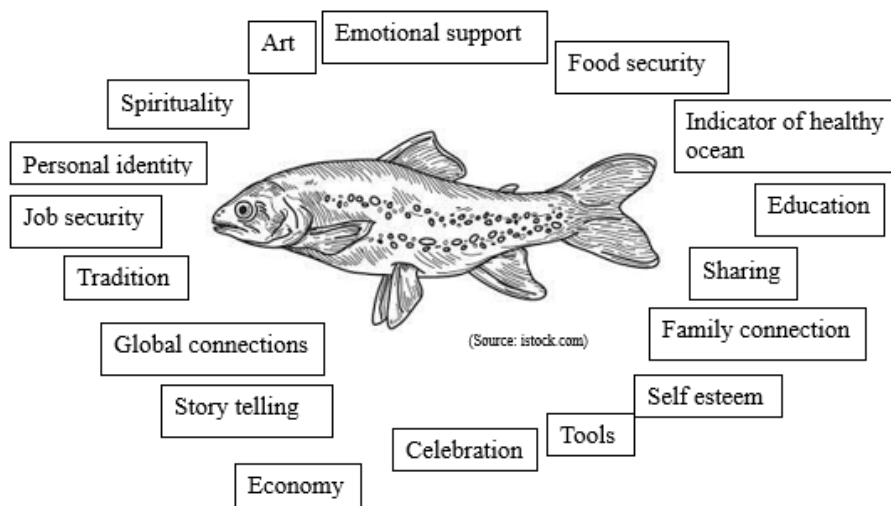 Art
Emotional support
Food security
Spirituality
Indicator of healthy
ocean
Personal identity
Education
Job security
Sharing
Tradition
Global connections
(Source: istock.com)
Family connection
Story telling
Self esteem
Celebration
Tools
Economy